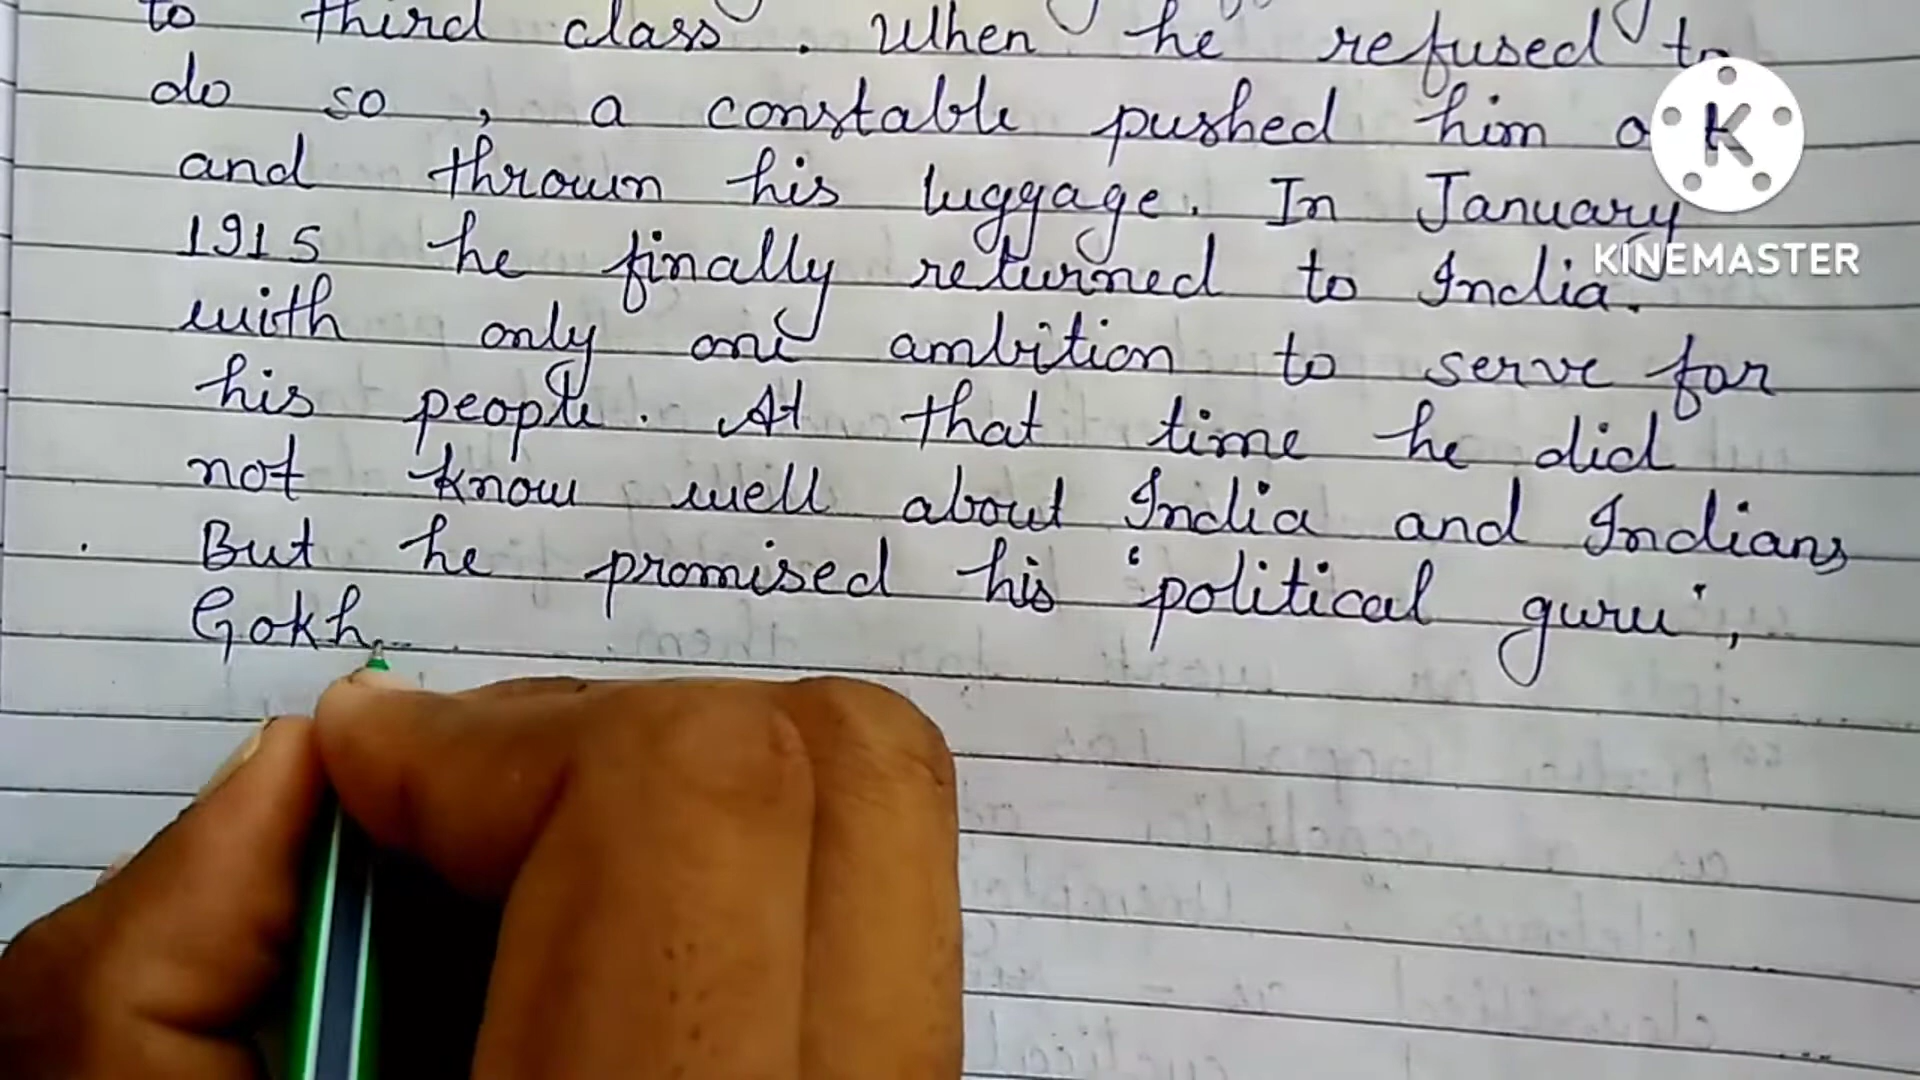 to third class. When he refused to
do so, a constable pushed him
and thrown his luggage. In January
1915 he finally returned to India.
with only one ambition to serve for
his people. At that time he did
not know well about India and Indians
But he promised his 'political guru',
Gokh
K
KINEMASTER